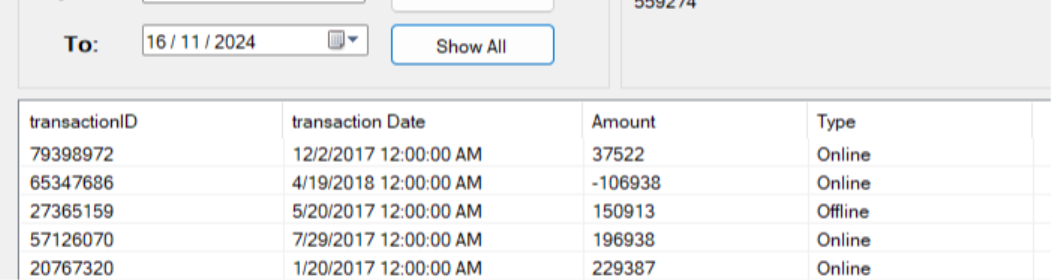 559274
To: 16 / 11 / 2024 Show All
transactionID transaction Date Amount Type
79398972 12/2/2017 12:00:00 AM 37522 Online
65347686 4/19/2018 12:00:00 AM -106938 Online
27365159 5/20/2017 12:00:00 AM 150913 Offline
57126070 7/29/2017 12:00:00 AM 196938 Online
20767320 1/20/2017 12:00:00 AM 229387 Online